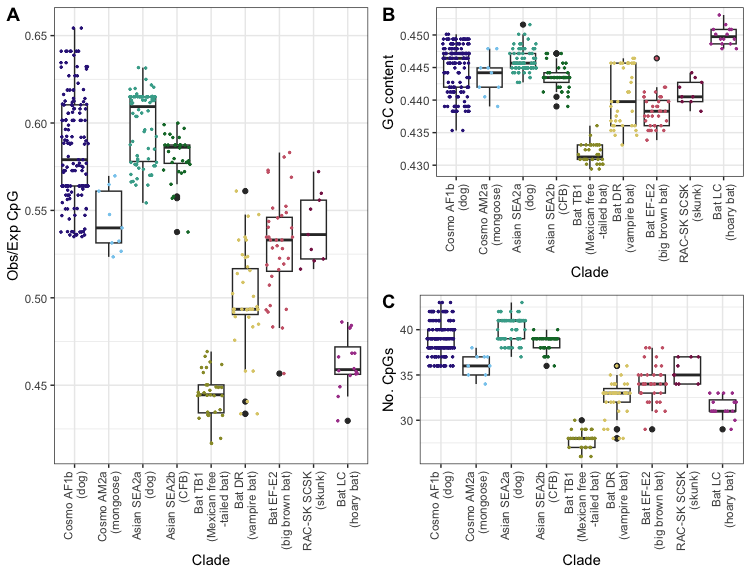 A
Obs/Exp CpG
0.65
0.60
0.55
0.50
0.45
Cosmo AF1b
(dog)
Cosmo AM2a
(mongoose)
Asian SEA2a
(dog)
Asian SEA2b
(CFB)
Bat TB1
(Mexican free
-tailed bat)
Bat DR
(vampire bat)
Bat EF-E2
(big brown bat)
RAC-SK SCSK
(skunk)
Bat LC
(hoary bat)
Clade
B
GC content
0.450
0.445
0.440
0.435
0.430
Cosmo AF1b
(dog)
Cosmo AM2a
(mongoose)
Asian SEA2a
(dog)
Asian SEA2b
(CFB)
Bat TB1
(Mexican free
-tailed bat)
Bat DR
(vampire bat)
Bat EF-E2
(big brown bat)
RAC-SK SCSK
(skunk)
Bat LC
(hoary bat)
Clade
C
No. CpGs
40
35
30
Cosmo AF1b
(dog)
Cosmo AM2a
(mongoose)
Asian SEA2a
(dog)
Asian SEA2b
(CFB)
Bat TB1
(Mexican free
-tailed bat)
Bat DR
(vampire bat)
Bat EF-E2
(big brown bat)
RAC-SK SCSK
(skunk)
Bat LC
(hoary bat)
Clade